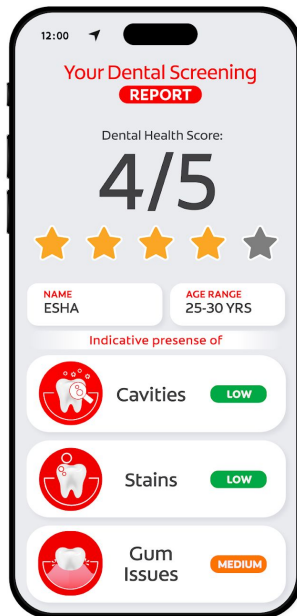 12:00
Your Dental Screening
REPORT
Dental Health Score:
4/5
NAME
ESHA
AGE RANGE
25-30 YRS
Indicative presense of
Cavities
LOW
Stains
LOW
Gum
Issues
MEDIUM